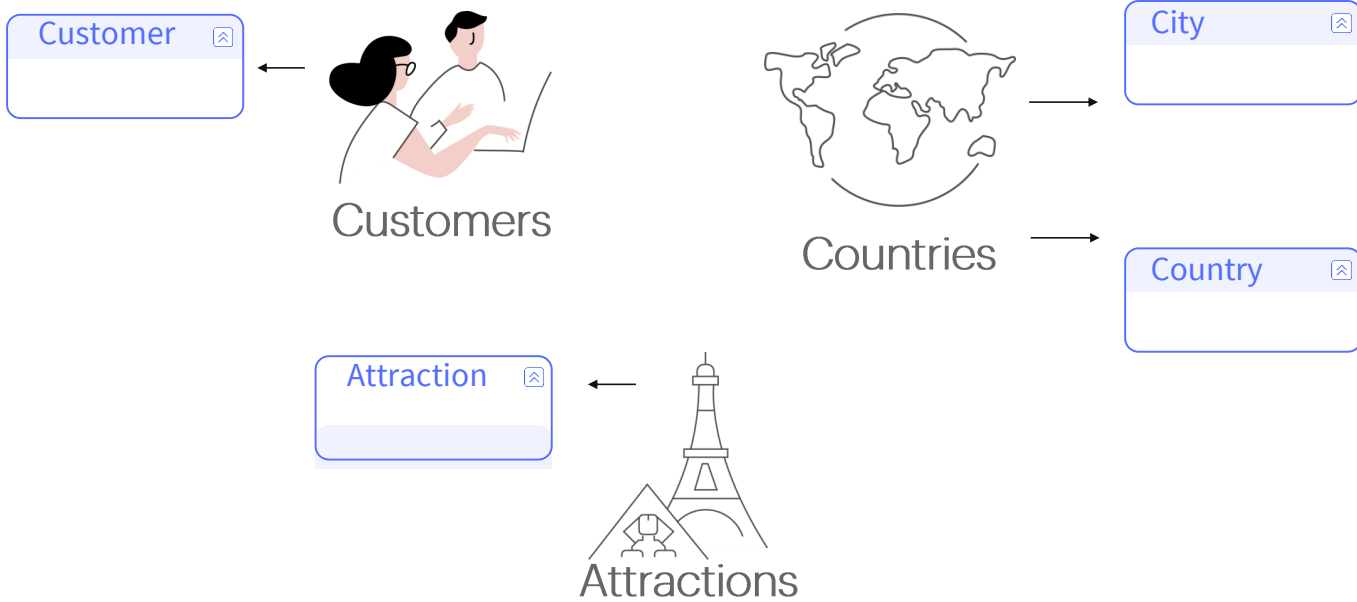 Customer
City
Customers
Countries
Country
Attraction
Attractions